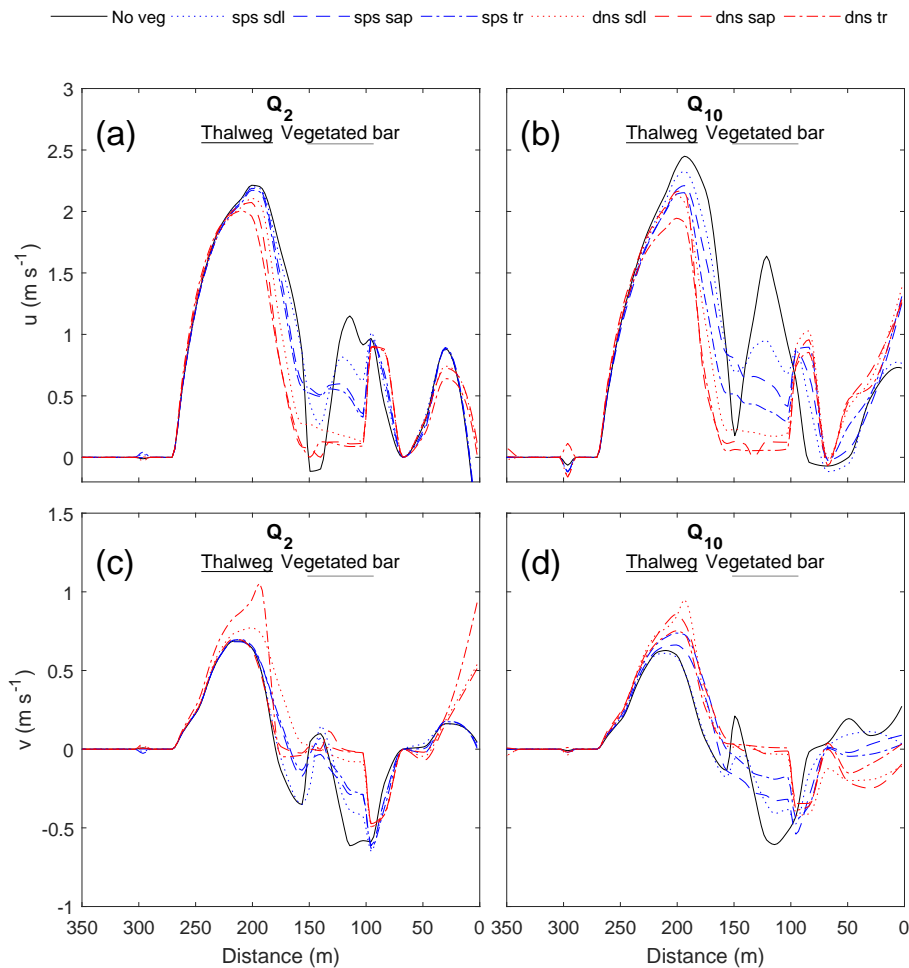 No veg sps sdl sps sap sps tr dns sdl dns sap dns tr
(a) Q2 (b) Q10
Thalweg Vegetated bar Thalweg Vegetated bar
u (m s-1)
3
2.5
2
1.5
1
0.5
0
(c) Q2 (d) Q10
Thalweg Vegetated bar Thalweg Vegetated bar
v (m s-1)
1.5
1
0.5
0
-0.5
-1
350 300 250 200 150 100 50 0 350 300 250 200 150 100 50 0
Distance (m) Distance (m)